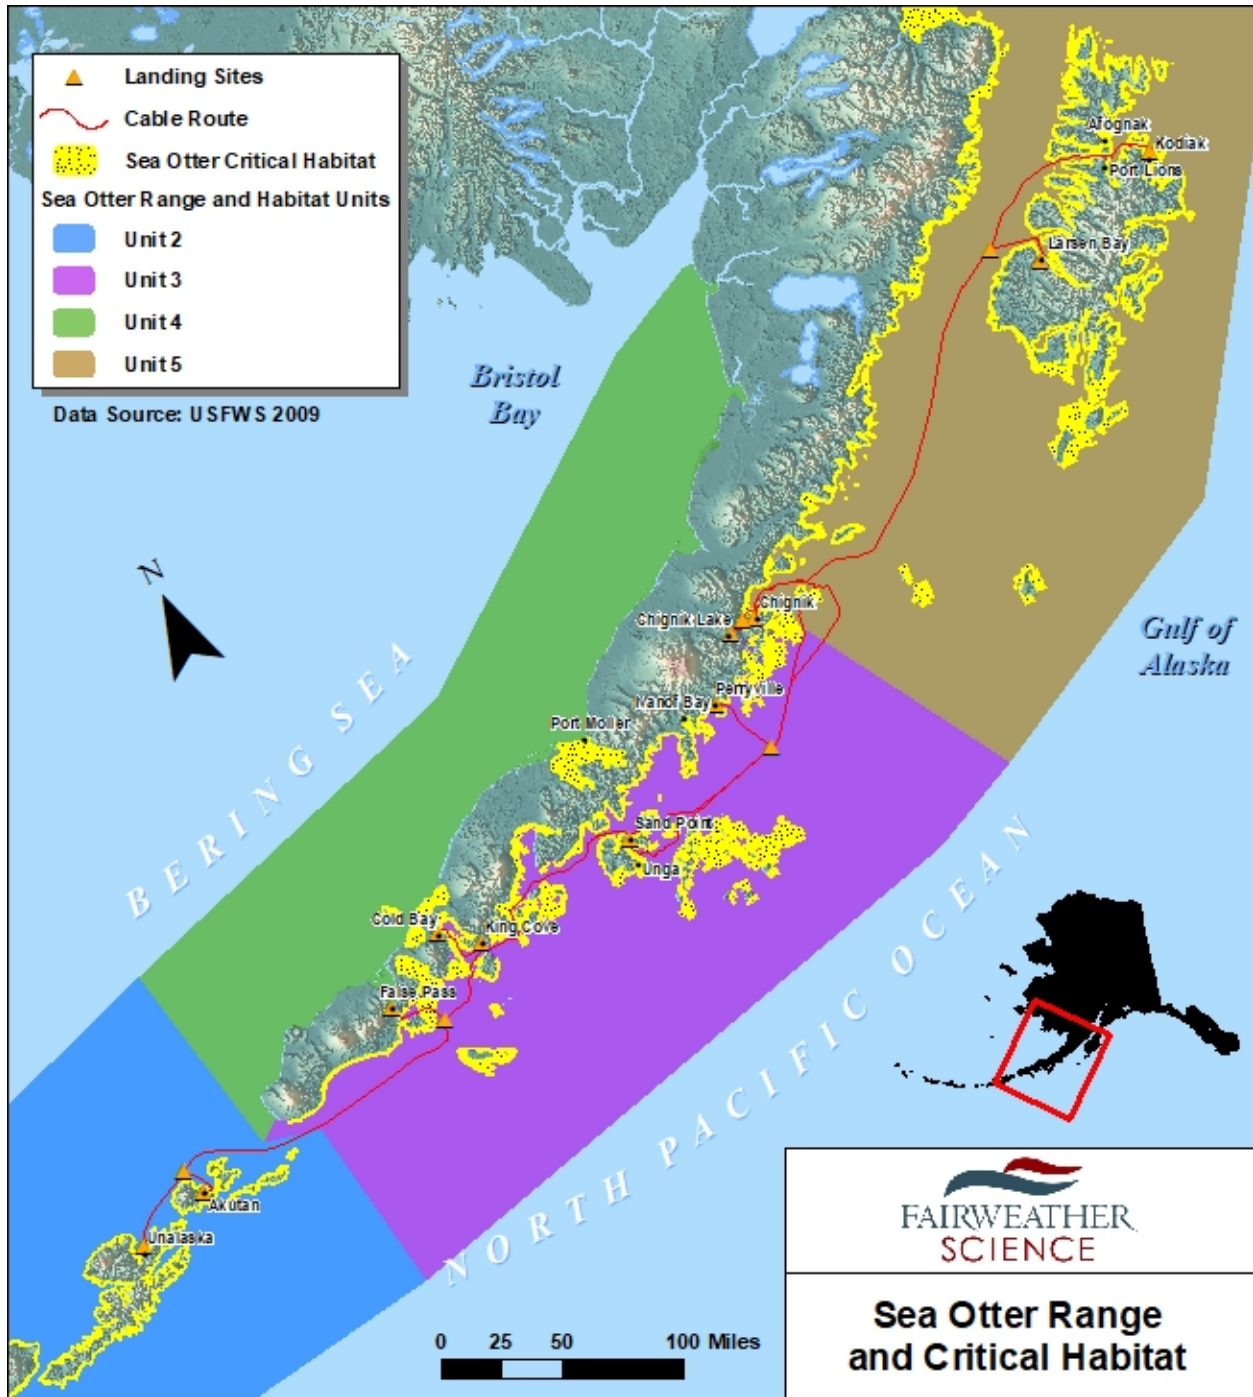 Landing Sites
Cable Route
Sea Otter Critical Habitat
Sea Otter Range and Habitat Units
Unit 2
Unit 3
Unit 4
Unit 5
Data Source: USFWS 2009
Afognak
Kodiak
Port Lions
Larsen Bay
Bristol
Bay
N
Chignik
Chignik Lake
Gulf of
Alaska
Perryville
Ivanof Bay
Port Moller
BERING SEA
Sand Point
Unga
Cold Bay
King Cove
False Pass
NORTH PACIFIC OCEAN
Akutan
Unalaska
0 25 50 100 Miles
FAIRWEATHER
SCIENCE
Sea Otter Range
and Critical Habitat